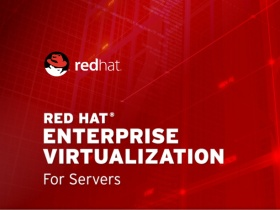 redhat.
RED HAT®
ENTERPRISE
VIRTUALIZATION
For Servers